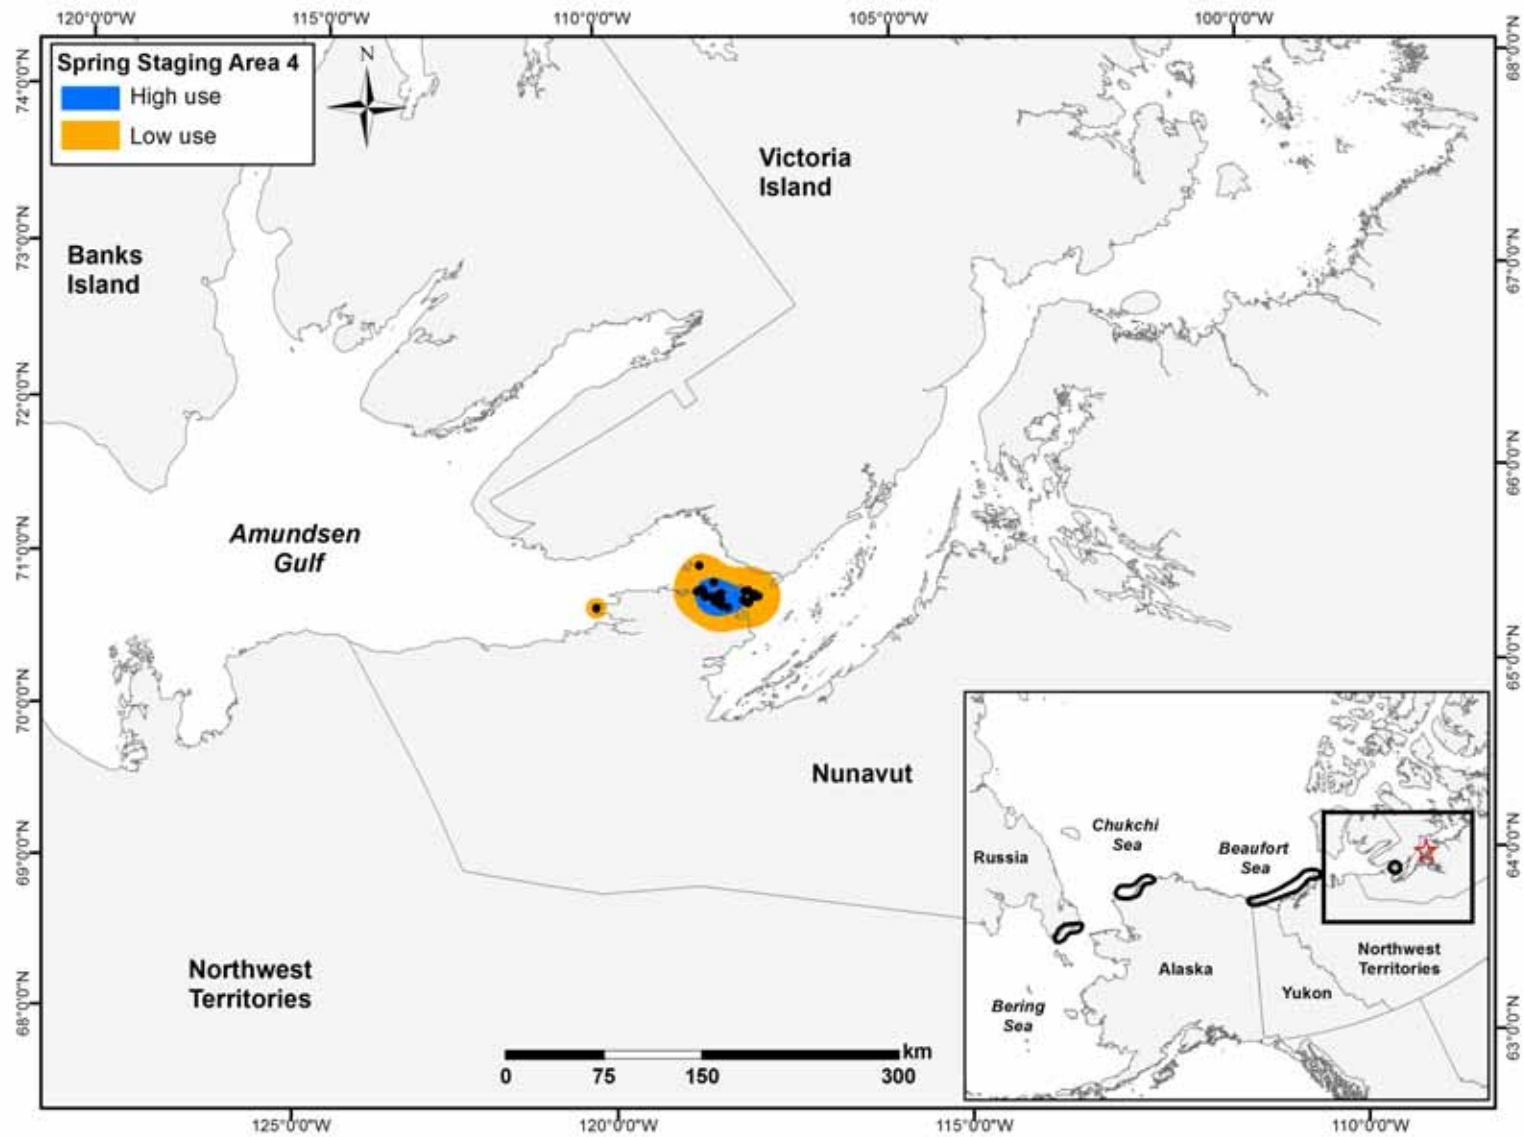 120°0'0"W
115°0'0"W
110°0'0"W
105°0'0"W
100°0'0"W
Spring Staging Area 4
High use
Low use
N
74°0'0"N
73°0'0"N
72°0'0"N
71°0'0"N
70°0'0"N
69°0'0"N
68°0'0"N
68°0'0"N
67°0'0"N
66°0'0"N
65°0'0"N
64°0'0"N
63°0'0"N
Victoria
Island
Banks
Island
Amundsen
Gulf
Nunavut
Northwest
Territories
km
0
75
150
300
Chukchi
Sea
Russia
Beaufort
Sea
Northwest
Territories
Alaska
Yukon
Bering
Sea
125°0'0"W
120°0'0"W
115°0'0"W
110°0'0"W